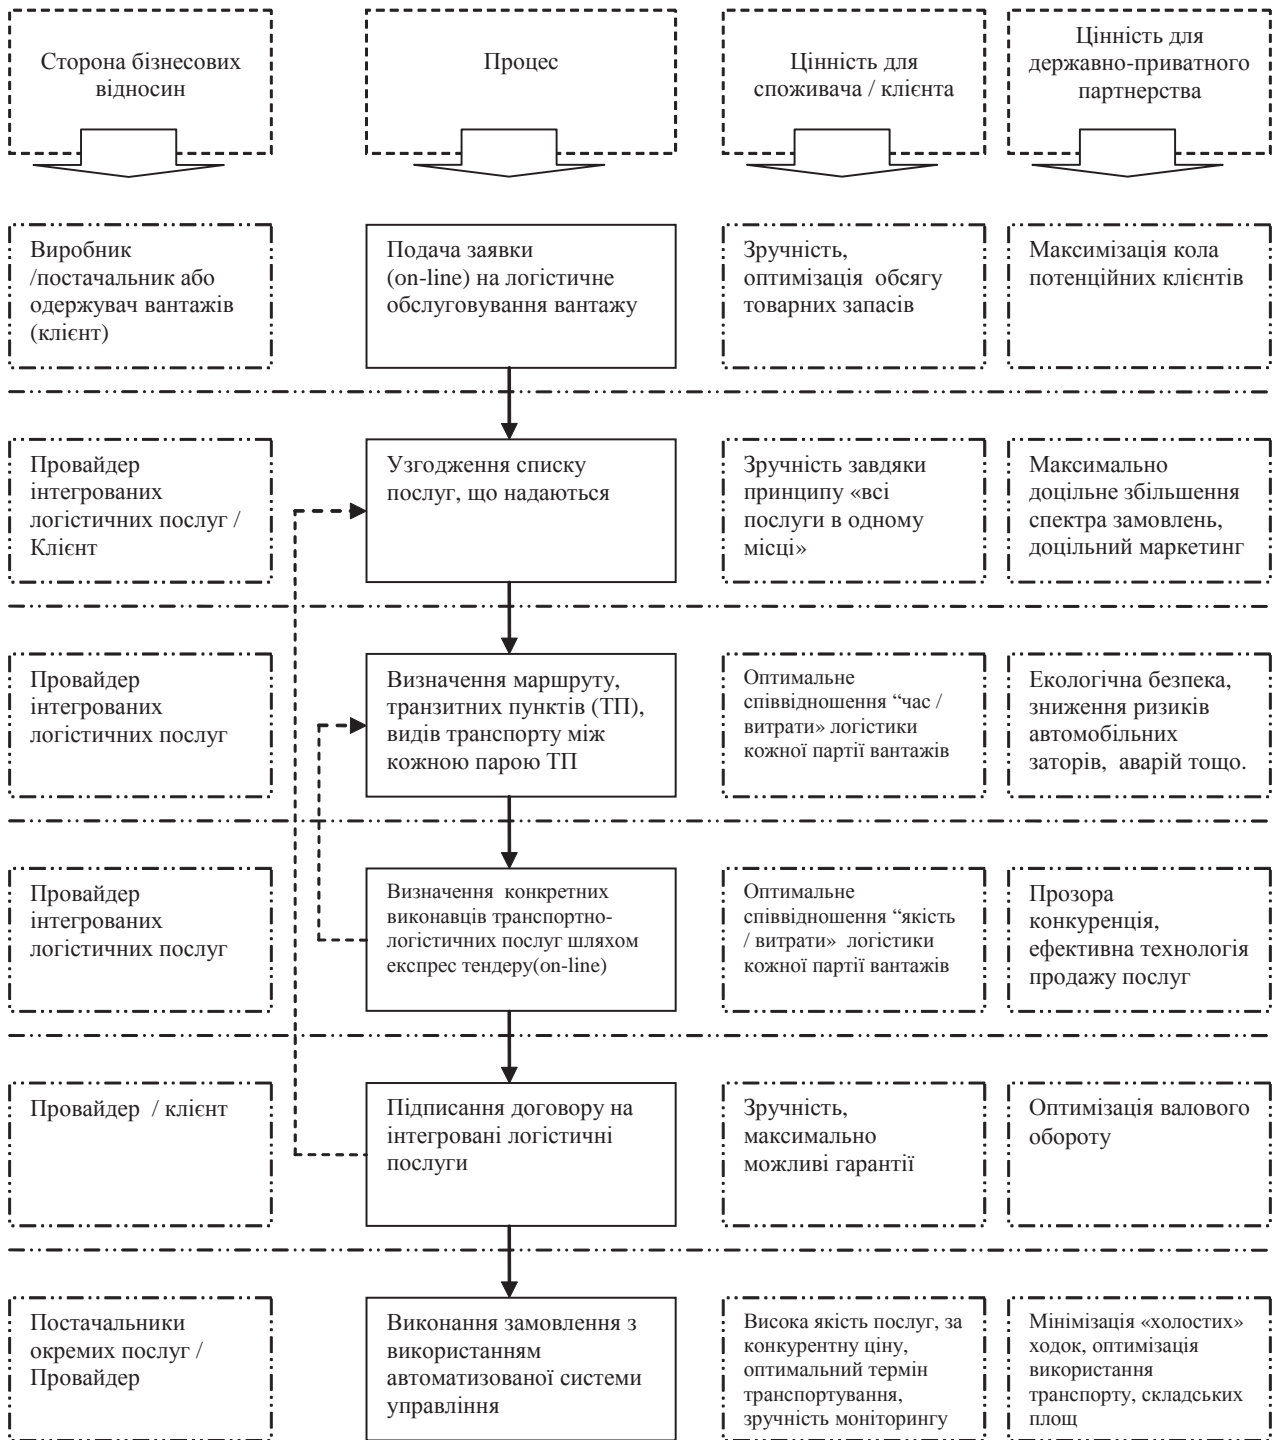 Сторона бізнесових
відносин
Процес
Цінність для
споживача / клієнта
Цінність для
державно-приватного
партнерства
Виробник
/постачальник або
одержувач вантажів
(клієнт)
Подача заявки
(on-line) на логістичне
обслуговування вантажу
Зручність,
оптимізація обсягу
товарних запасів
Максимізація кола
потенційних клієнтів
Провайдер
інтегрованих
логістичних послуг /
Клієнт
Узгодження списку
послуг, що надаються
Зручність завдяки
принципу «всі
послуги в одному
місці»
Максимально
доцільне збільшення
спектра замовлень,
доцільний маркетинг
Провайдер
інтегрованих
логістичних послуг
Визначення маршруту,
транзитних пунктів (ТП),
видів транспорту між
кожною парою ТП
Оптимальне
співвідношення “час /
витрати» логістики
кожної партії вантажів
Екологічна безпека,
зниження ризиків
автомобільних
заторів, аварій тощо.
Провайдер
інтегрованих
логістичних послуг
Визначення конкретних
виконавців транспортно-
логістичних послуг шляхом
експрес тендеру(on-line)
Оптимальне
співвідношення “якість
/ витрати» логістики
кожної партії вантажів
Прозора
конкуренція,
ефективна технологія
продажу послуг
Провайдер / клієнт
Підписання договору на
інтегровані логістичні
послуги
Зручність,
максимально
можливі гарантії
Оптимізація валового
обороту
Постачальники
окремих послуг /
Провайдер
Виконання замовлення з
використанням
автоматизованої системи
управління
Висока якість послуг, за
конкурентну ціну,
оптимальний термін
транспортування,
зручність моніторингу
Мінімізація «холостих»
ходок, оптимізація
використання
транспорту, складських
площ